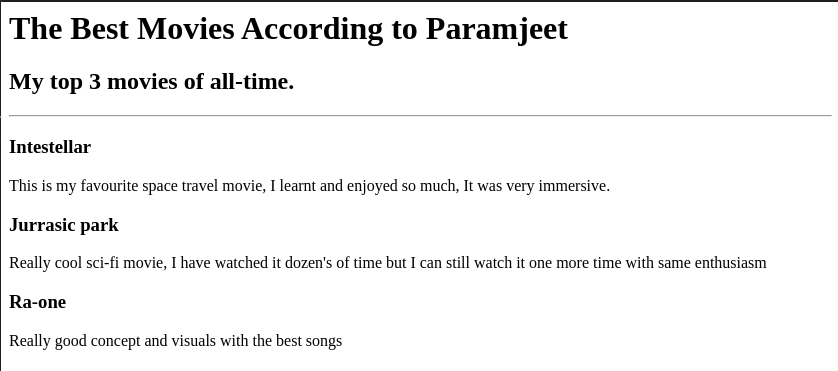 The Best Movies According to Paramjeet
My top 3 movies of all-time.
Intestellar
This is my favourite space travel movie, I learnt and enjoyed so much, It was very immersive.
Jurrasic park
Really cool sci-fi movie, I have watched it dozen's of time but I can still watch it one more time with same enthusiasm
Ra-one
Really good concept and visuals with the best songs